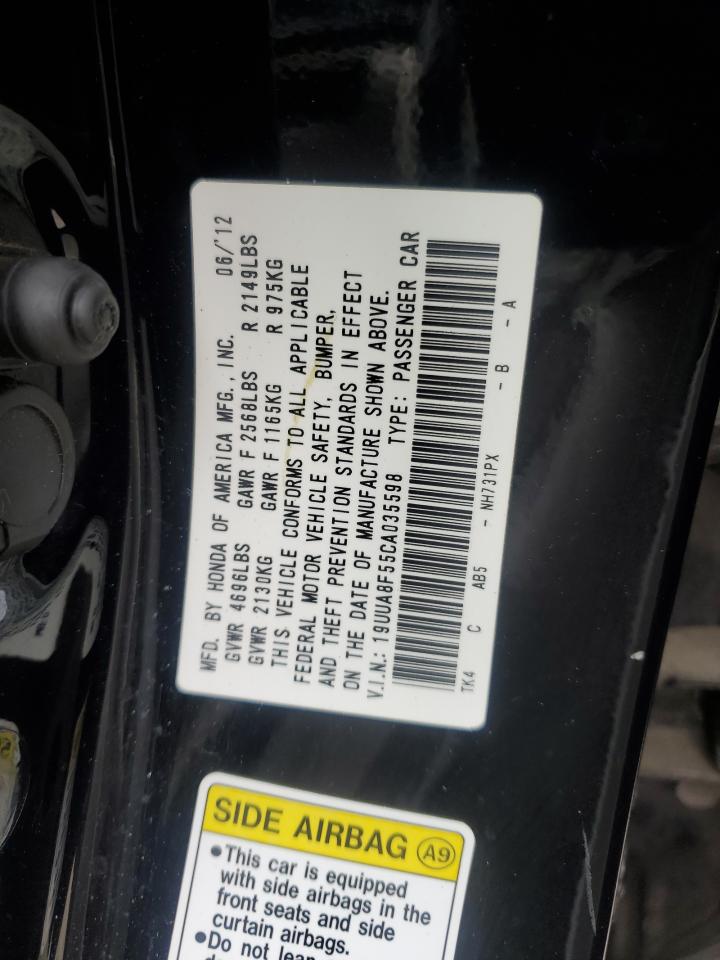 MFD. BY HONDA OF AMERICA MFG., INC. 06/'12
GVWR 4696LBS GAWR F 2568LBS R 2149LBS
GVWR 2130KG GAWR F 1165KG R 975KG
THIS VEHICLE CONFORMS TO ALL APPLICABLE
FEDERAL MOTOR VEHICLE SAFETY, BUMPER,
AND THEFT PREVENTION STANDARDS IN EFFECT
ON THE DATE OF MANUFACTURE SHOWN ABOVE.
V.I.N.: 19UUA8F55CA035598 TYPE: PASSENGER CAR
TK4 C AB5 - NH731PX - B - A
SIDE AIRBAG A9
•This car is equipped
with side airbags in the
front seats and side
curtain airbags.
•Do not lean